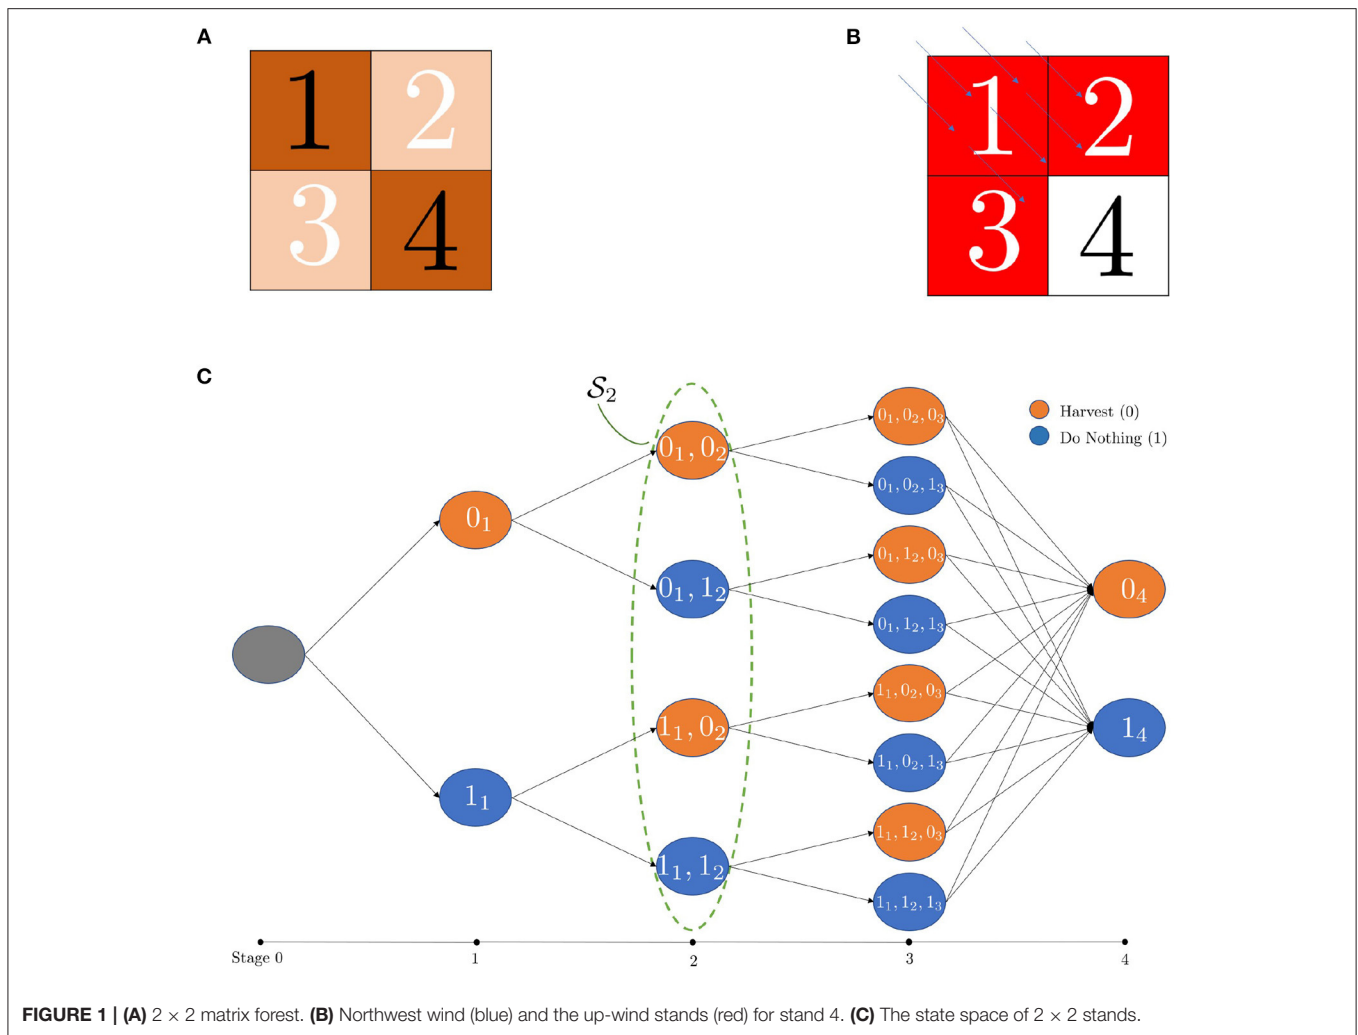 A
1 2
3 4
B
1 2
3 4
C
S₂
Harvest (0)
Do Nothing (1)
0₁
1₁
0₁, 0₂
0₁, 1₂
1₁, 0₂
1₁, 1₂
0₁, 0₂, 0₃
0₁, 0₂, 1₃
0₁, 1₂, 0₃
0₁, 1₂, 1₃
1₁, 0₂, 0₃
1₁, 0₂, 1₃
1₁, 1₂, 0₃
1₁, 1₂, 1₃
0₄
1₄
Stage 0 1 2 3 4
FIGURE 1 | (A) 2 × 2 matrix forest. (B) Northwest wind (blue) and the up-wind stands (red) for stand 4. (C) The state space of 2 × 2 stands.